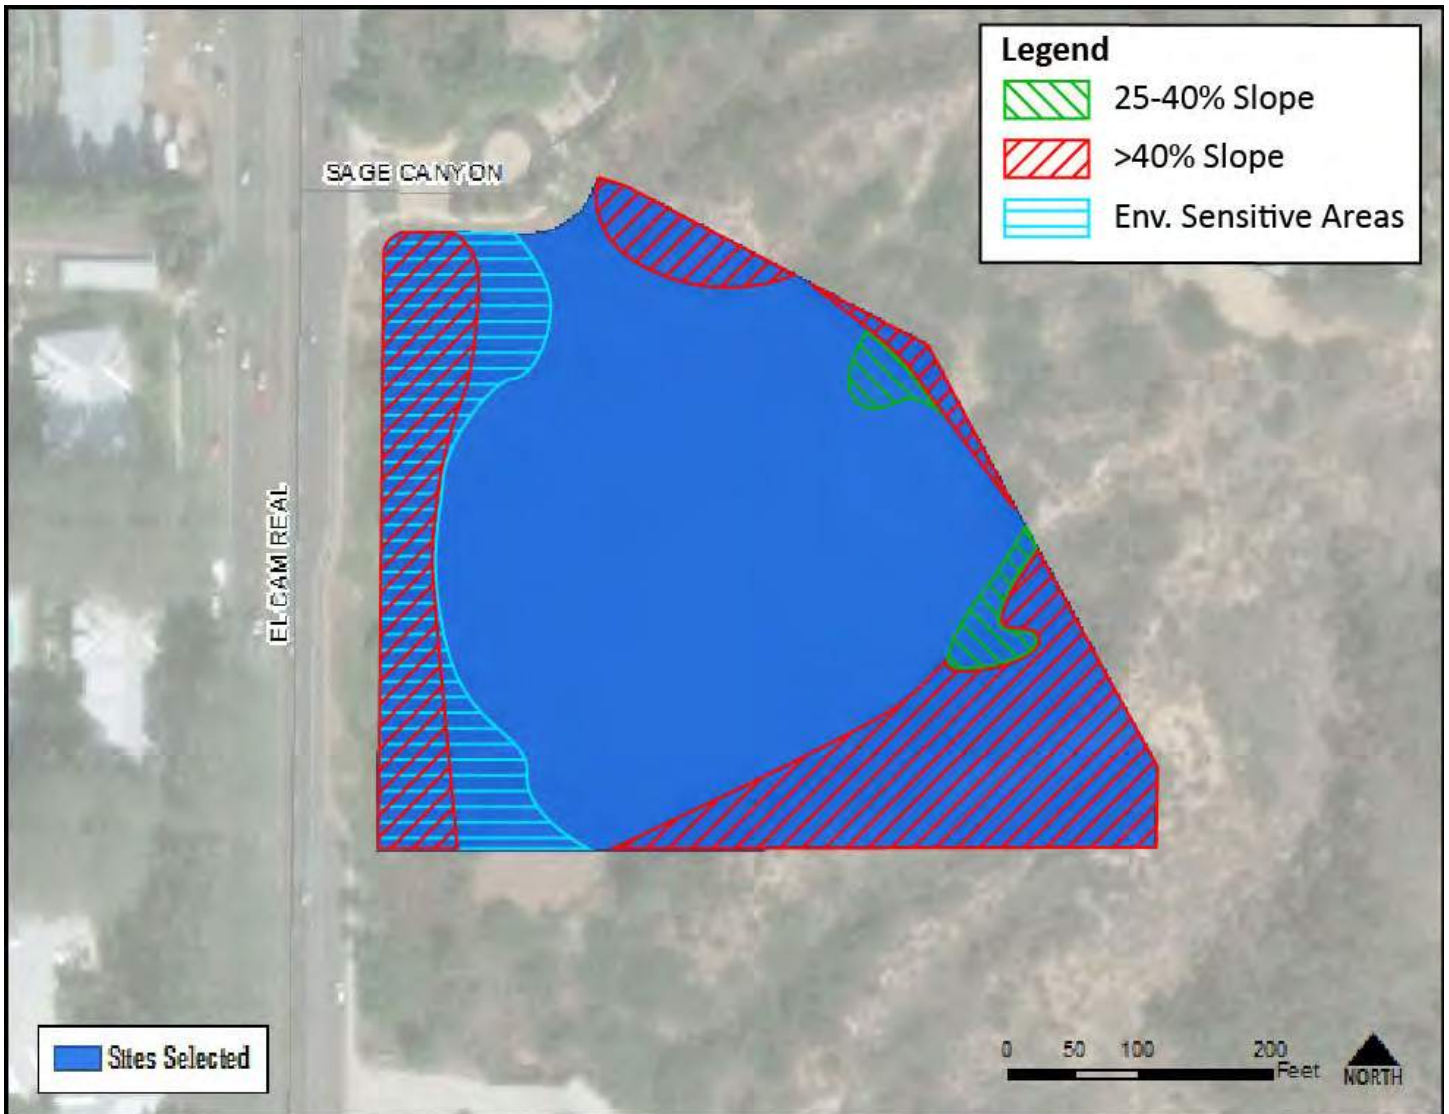 Legend
25-40% Slope
>40% Slope
Env. Sensitive Areas
SAGE CANYON
EL CAM REAL
Sites Selected
0 50 100 200
Feet
NORTH